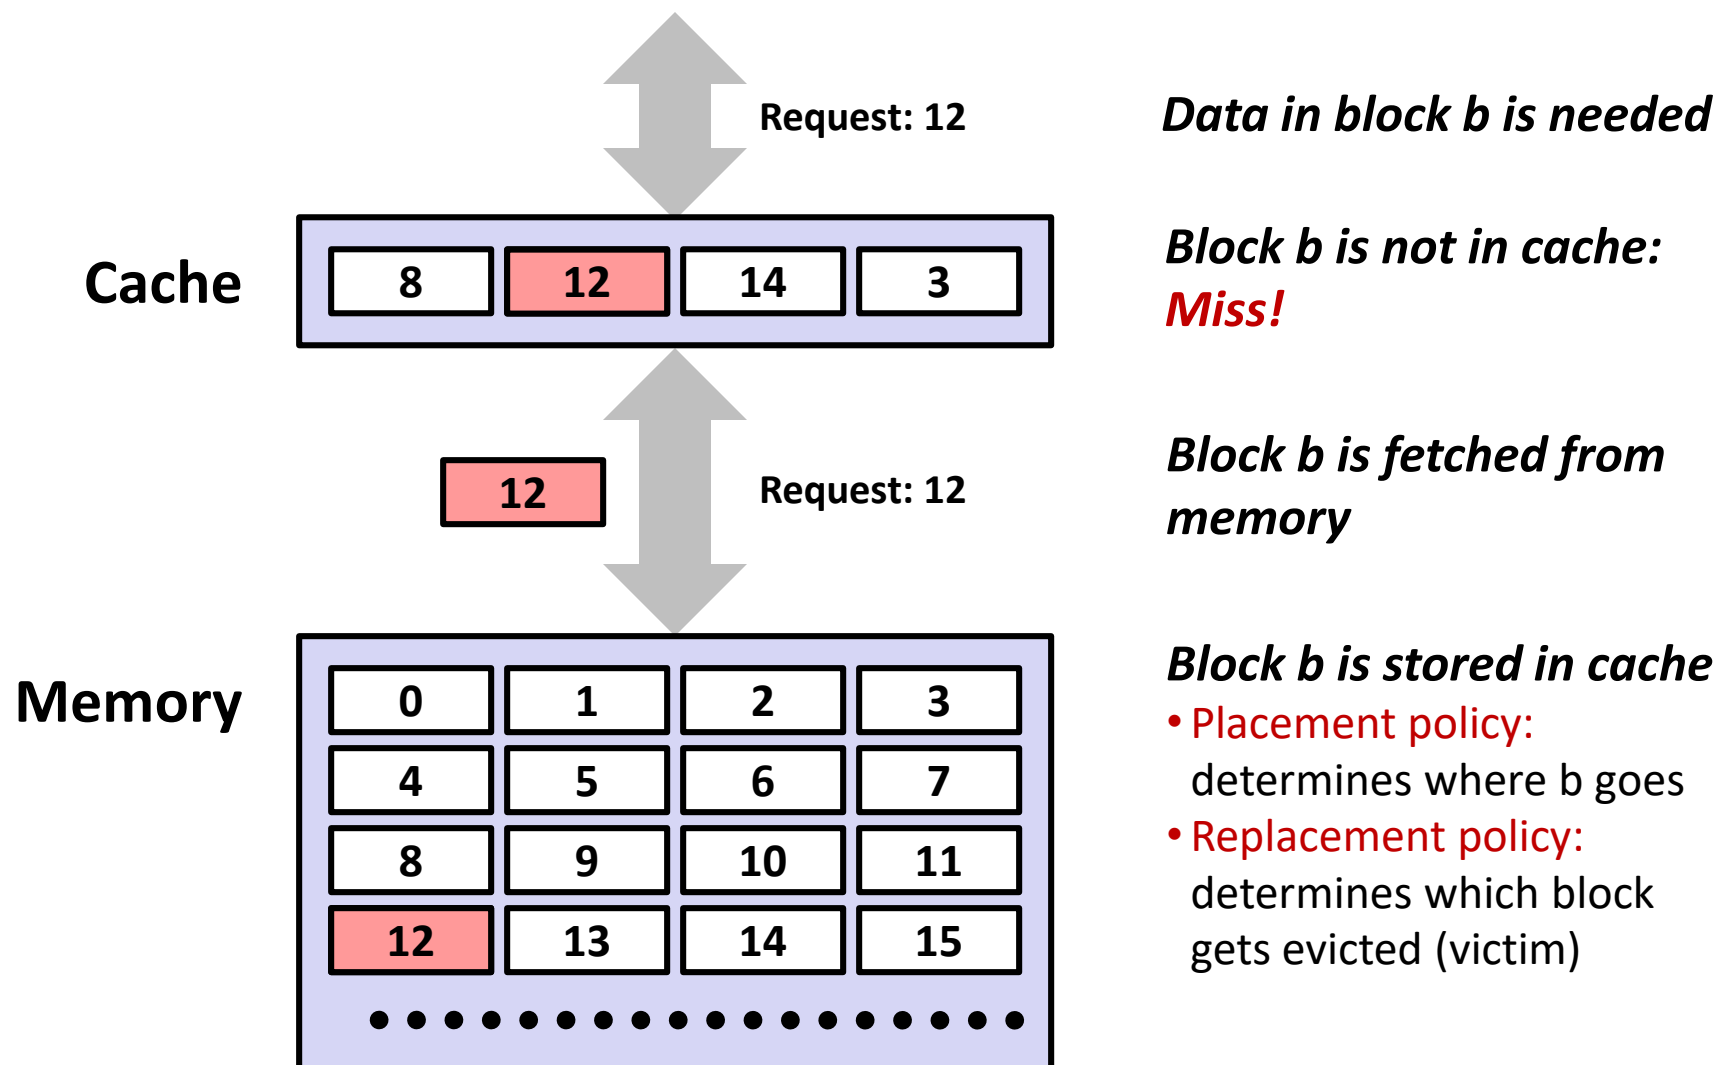 Request: 12
Data in block b is needed
Cache
8 12 14 3
Block b is not in cache:
Miss!
12
Request: 12
Block b is fetched from
memory
Memory
0 1 2 3
4 5 6 7
8 9 10 11
12 13 14 15
Block b is stored in cache
• Placement policy:
determines where b goes
• Replacement policy:
determines which block
gets evicted (victim)